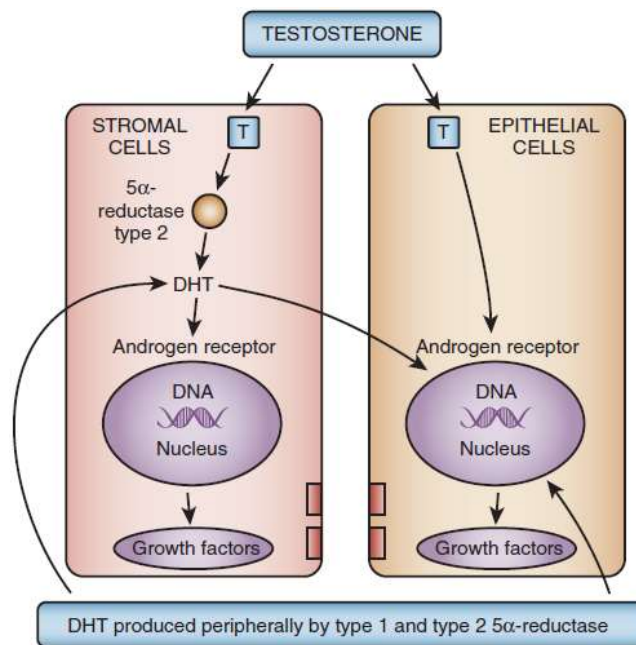 TESTOSTERONE
STROMAL
CELLS
T
5α-
reductase
type 2
DHT
Androgen receptor
DNA
Nucleus
Growth factors
T
EPITHELIAL
CELLS
Androgen receptor
DNA
Nucleus
Growth factors
DHT produced peripherally by type 1 and type 2 5α-reductase